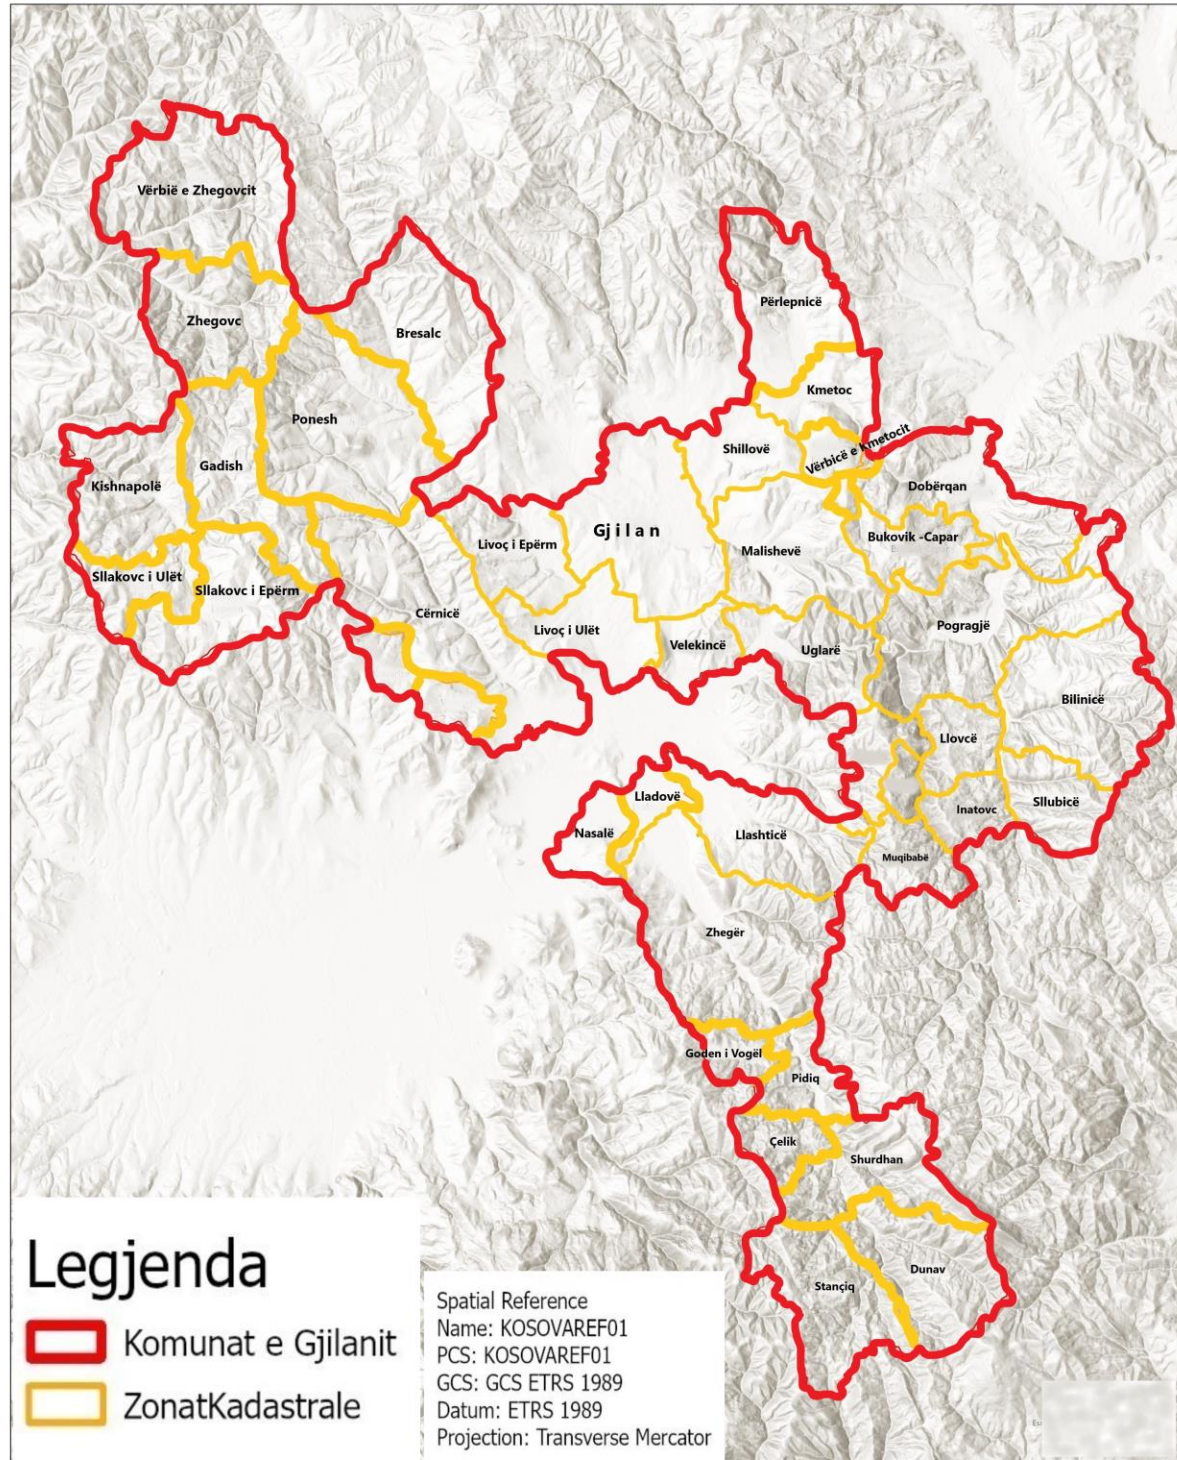 Vërbië e Zhegovcit
Përlepnicë
Zhegovc
Bresalc
Kmetoc
Ponesh
Shillovë
Vërbicë e Kmetocit
Gadish
Kishnapolë
Dobërqan
Gjilan
Bukovik -Capar
Livoç i Epërm
Malishevë
Sllakovc i Ulët
Sllakovc i Epërm
Cërnicë
Pogragjë
Livoç i Ulët
Velekincë
Uglarë
Bilinicë
Llovcë
Lladovë
Sllubicë
Inatovc
Nasalë
Llashticë
Muqibabë
Zhegër
Goden i Vogël
Pidiq
Çelik
Shurdhan
Dunav
Stançiq
Legjenda
Komunat e Gjilanit
ZonatKadastrale
Spatial Reference
Name: KOSOVAREF01
PCS: KOSOVAREF01
GCS: GCS ETRS 1989
Datum: ETRS 1989
Projection: Transverse Mercator